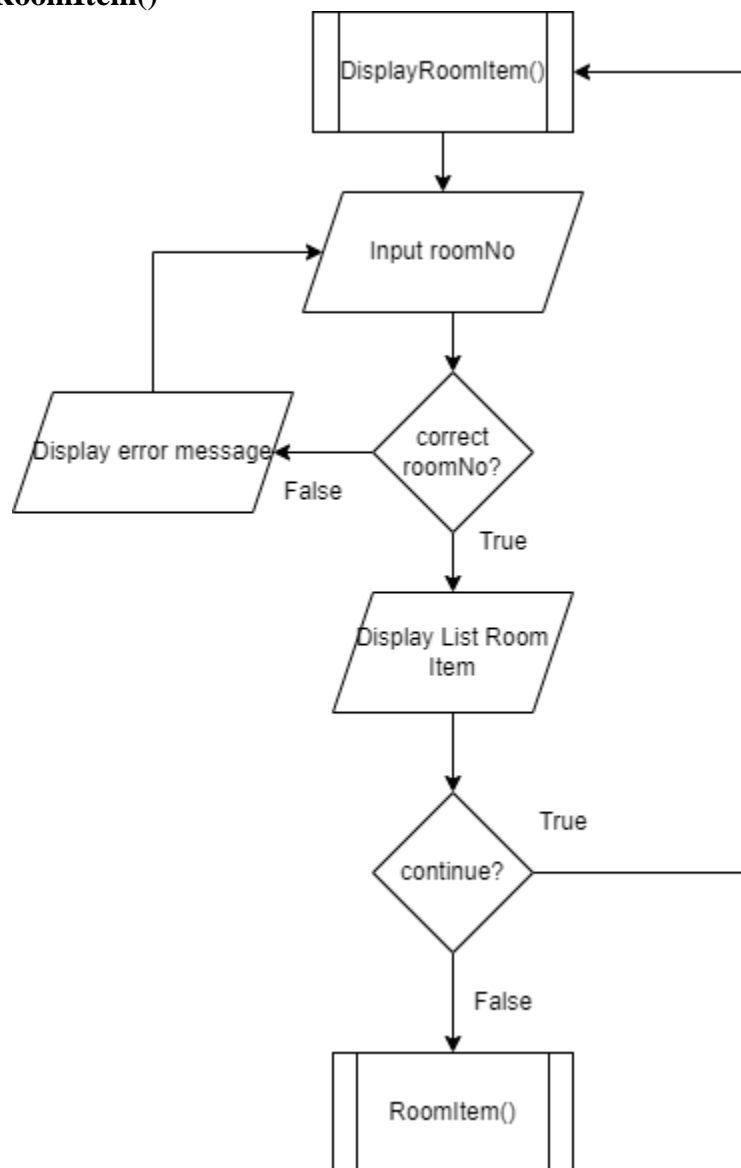 RoomItem()
DisplayRoomItem()
Input roomNo
correct
roomNo?
Display error message
False
True
Display List Room
Item
True
continue?
False
RoomItem()